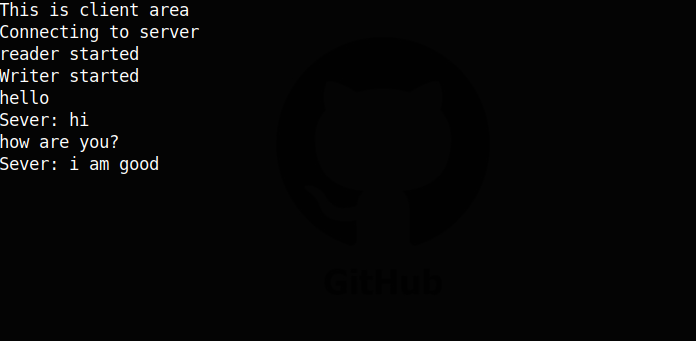 This is client area
Connecting to server
reader started
Writer started
hello
Sever: hi
how are you?
Sever: i am good
GitHub